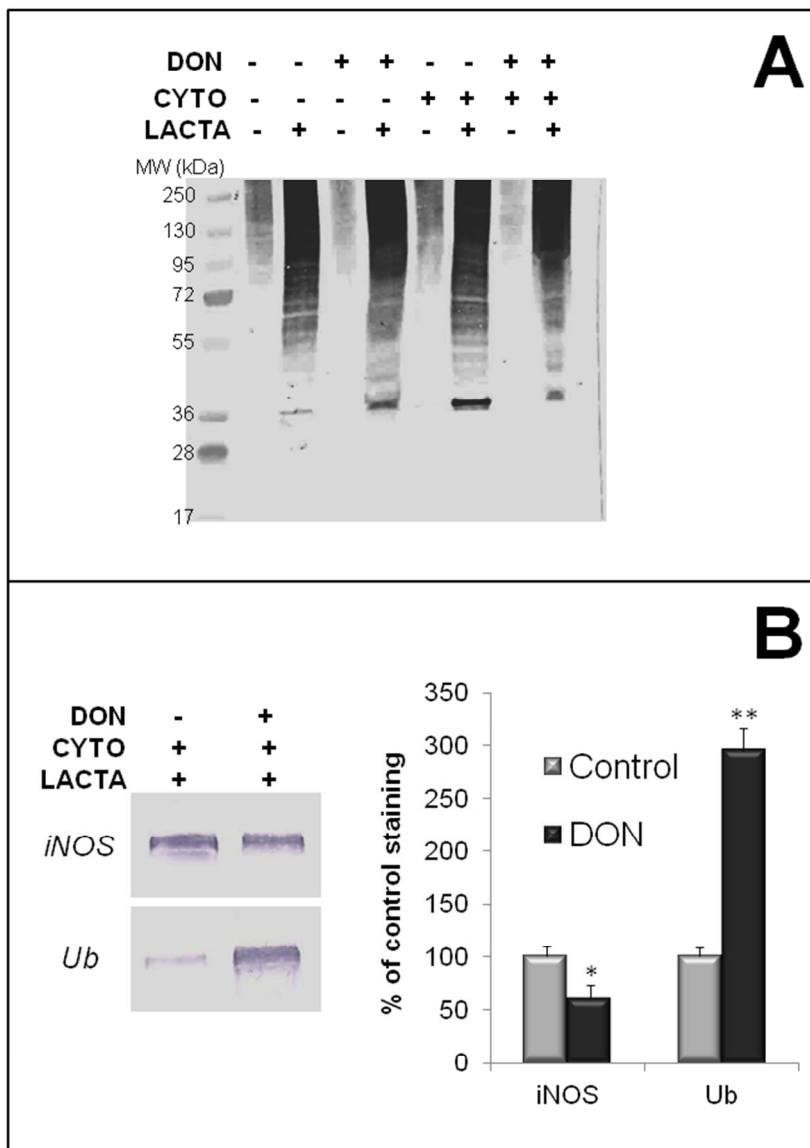 A
DON - - + + - - + +
CYTO - - - - + + + +
LACTA - + - + - + - +
MW (kDa)
250
130
95
72
55
36
28
17
B
DON - +
CYTO + +
LACTA + +
iNOS
Ub
% of control staining
350
300
250
200
150
100
50
0
Control
DON
*
**
iNOS Ub